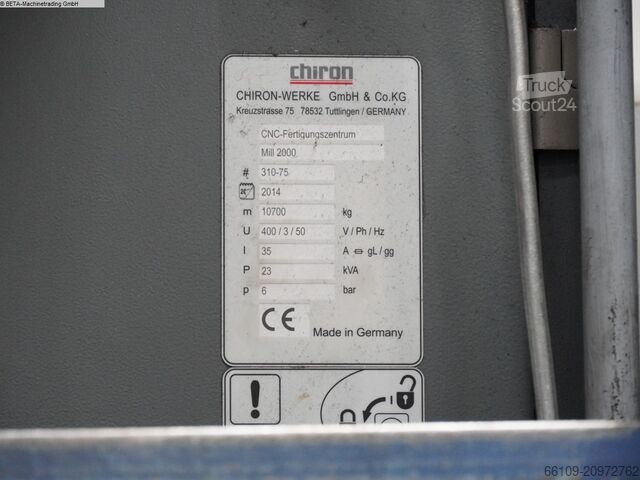 © BETA-Machinetrading GmbH
chiron
CHIRON-WERKE GmbH & Co.KG
Kreuzstrasse 75 78532 Tuttlingen / GERMANY
Truck
Scout24
CNC-Fertigungszentrum
Mill 2000
# 310-75
2014
m 10700 kg
U 400 / 3 / 50 V / Ph / Hz
I 35 A gL / gg
P 23 kVA
p 6 bar
CE Made in Germany
!
66109-20972762